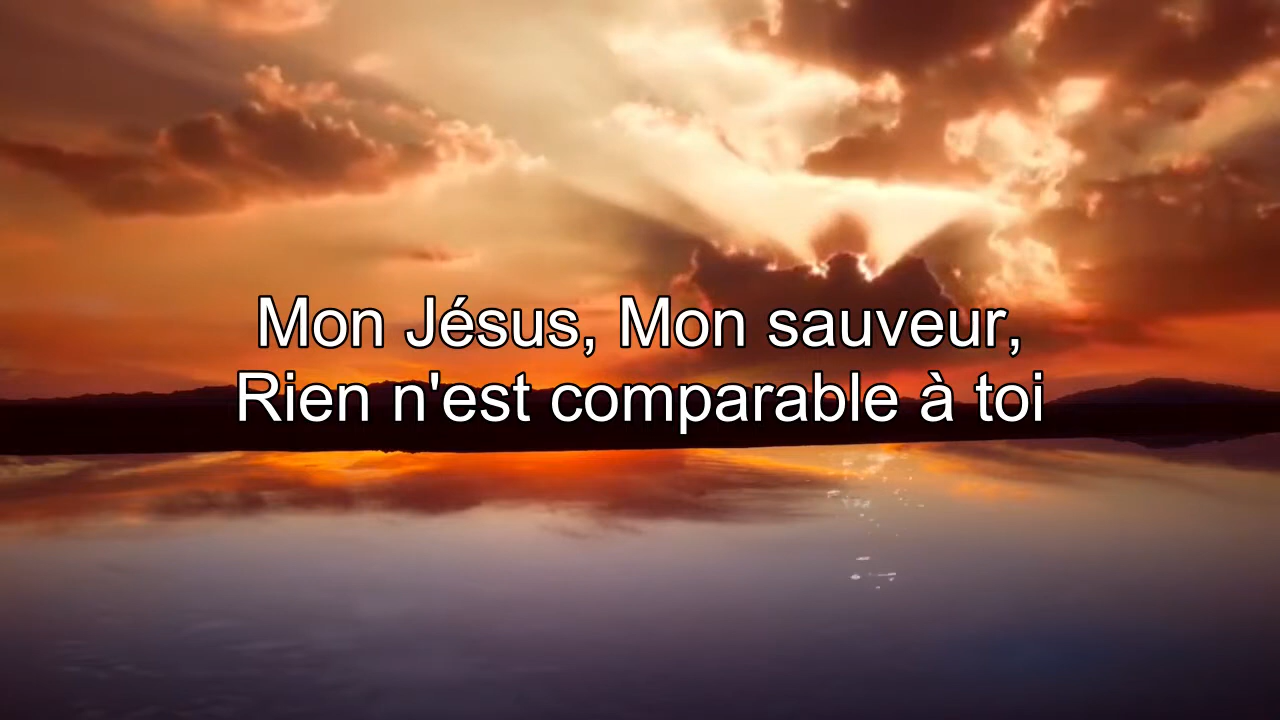 Mon Jésus, Mon sauveur,
Rien n'est comparable à toi